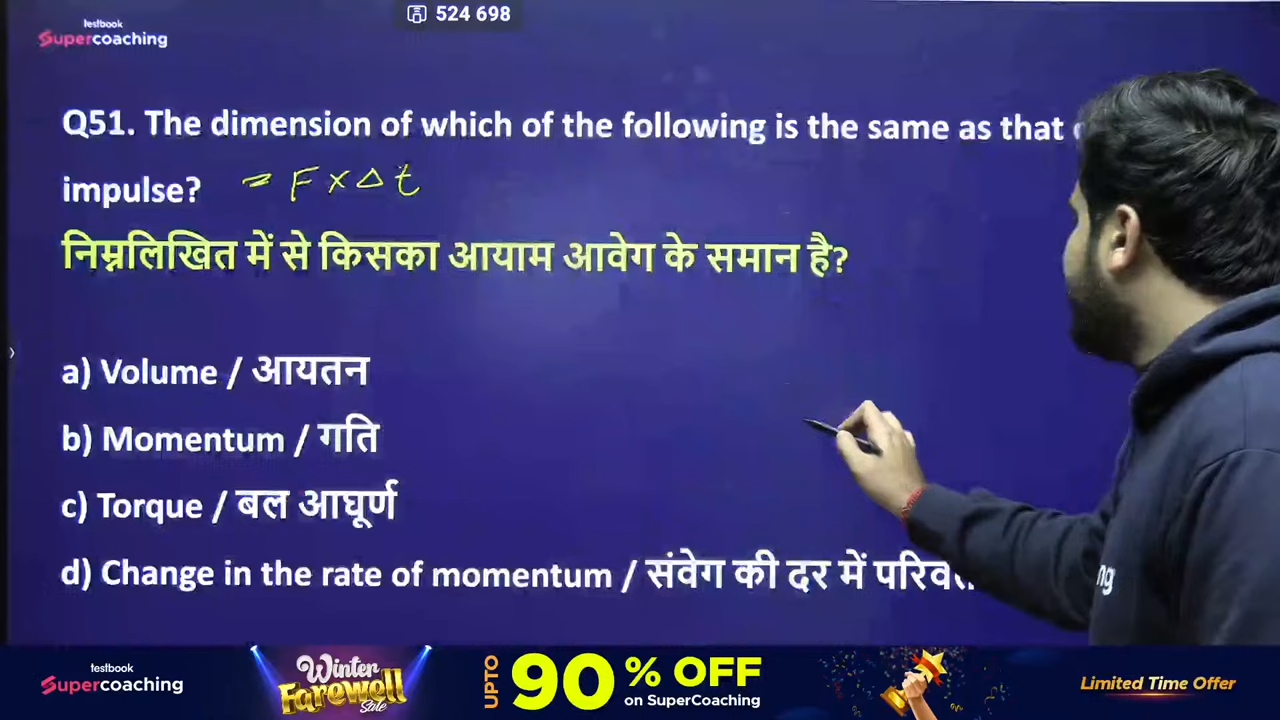 testbook
Supercoaching
524 698
Q51. The dimension of which of the following is the same as that
impulse? = F × Δt
निम्नलिखित में से किसका आयाम आवेग के समान है?
a) Volume / आयतन
b) Momentum / गति
c) Torque / बल आघूर्ण
d) Change in the rate of momentum / संवेग की दर में
ng
testbook
Supercoaching
Winter
Farewell
Sale
UPTO 90 % OFF
on SuperCoaching
Limited Time Offer